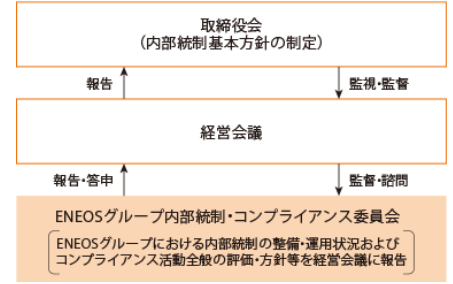 取締役会
（内部統制基本方針の制定）
報告
監視・監督
経営会議
報告・答申
監督・諮問
ENEOSグループ内部統制・コンプライアンス委員会
ENEOSグループにおける内部統制の整備・運用状況および
コンプライアンス活動全般の評価・方針等を経営会議に報告